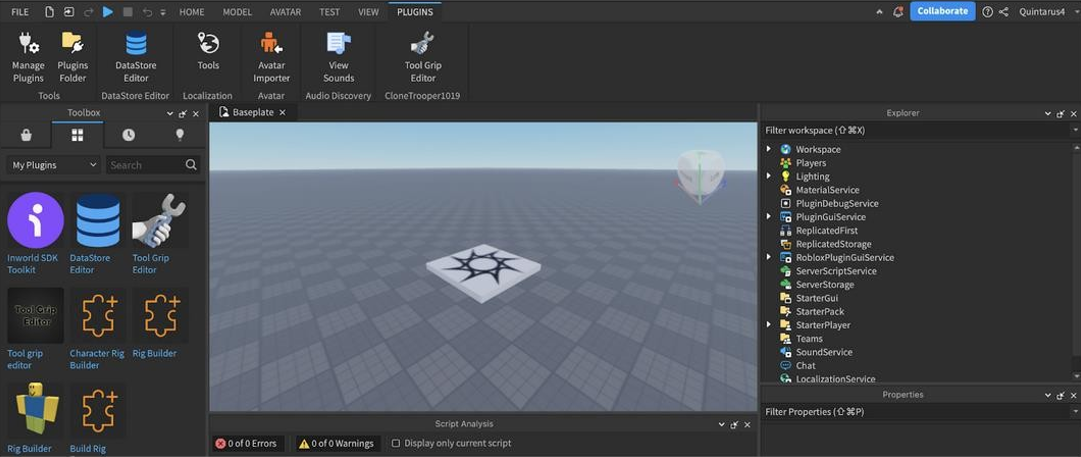 FILE HOME MODEL AVATAR TEST VIEW PLUGINS Collaborate Quintarus4
Manage Plugins
Plugins Folder
Tools
DataStore Editor
DataStore Editor
Tools
Localization
Avatar Importer
Avatar
View Sounds
Audio Discovery
Tool Grip Editor
CloneTrooper1019
Toolbox
My Plugins Search
Inworld SDK Toolkit
DataStore Editor
Tool Grip Editor
Tool Grip Editor
Tool grip editor
Character Rig Builder
Rig Builder
Rig Builder
Build Rig
Baseplate
Script Analysis
0 of 0 Errors 0 of 0 Warnings Display only current script
Explorer
Filter workspace (⇧⌘X)
Workspace
Players
Lighting
MaterialService
PluginDebugService
PluginGuiService
ReplicatedFirst
ReplicatedStorage
RobloxPluginGuiService
ServerScriptService
ServerStorage
StarterGui
StarterPack
StarterPlayer
Teams
SoundService
Chat
LocalizationService
Properties
Filter Properties (⇧⌘P)